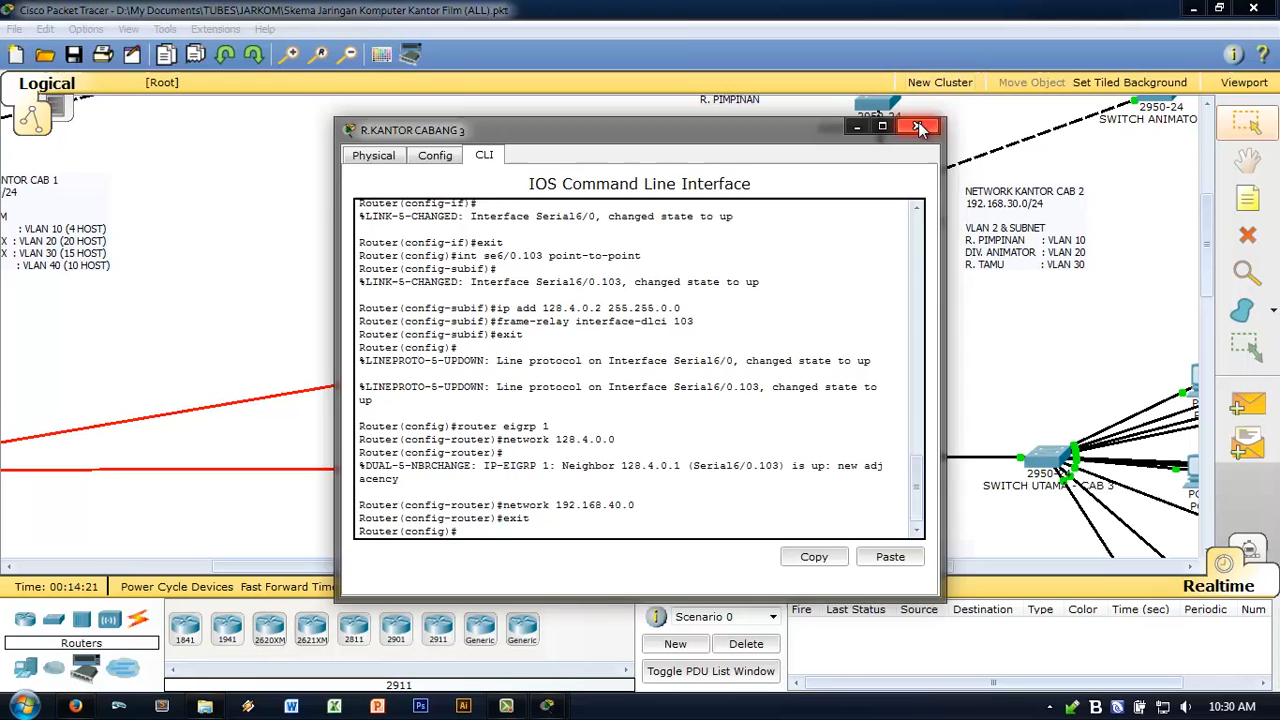 Cisco Packet Tracer - D:\My Documents\TUBES\JARKOM\Skema Jaringan Komputer Kantor Film (ALL).pkt
File Edit Options View Tools Extensions Help
Logical [Root] New Cluster Move Object Set Tiled Background Viewport
R. PIMPINAN
2950-24
SWITCH ANIMATO
NTOR CAB 1
/24
M : VLAN 10 (4 HOST)
X : VLAN 20 (20 HOST)
X : VLAN 30 (15 HOST)
: VLAN 40 (10 HOST)
NETWORK KANTOR CAB 2
192.168.30.0/24
VLAN 2 & SUBNET
R. PIMPINAN : VLAN 10
DIV. ANIMATOR : VLAN 20
R. TAMU : VLAN 30
R.KANTOR CABANG 3
Physical Config CLI
IOS Command Line Interface
Router(config-if)#
%LINK-5-CHANGED: Interface Serial6/0, changed state to up
Router(config-if)#exit
Router(config)#int se6/0.103 point-to-point
Router(config-subif)#
%LINK-5-CHANGED: Interface Serial6/0.103, changed state to up
Router(config-subif)#ip add 128.4.0.2 255.255.0.0
Router(config-subif)#frame-relay interface-dlci 103
Router(config-subif)#exit
Router(config)#
%LINEPROTO-5-UPDOWN: Line protocol on Interface Serial6/0, changed state to up
%LINEPROTO-5-UPDOWN: Line protocol on Interface Serial6/0.103, changed state to
up
Router(config)#router eigrp 1
Router(config-router)#network 128.4.0.0
Router(config-router)#
%DUAL-5-NBRCHANGE: IP-EIGRP 1: Neighbor 128.4.0.1 (Serial6/0.103) is up: new adj
acency
Router(config-router)#network 192.168.40.0
Router(config-router)#exit
Router(config)#
Copy Paste
SWITCH UTAMA - CAB 3
Time: 00:14:21 Power Cycle Devices Fast Forward Time
Realtime
Routers
1841 1941 2620XM 2621XM 2811 2901 2911 Generic Generic
2911
Scenario 0
New Delete
Toggle PDU List Window
Fire Last Status Source Destination Type Color Time (sec) Periodic Num
10:30 AM